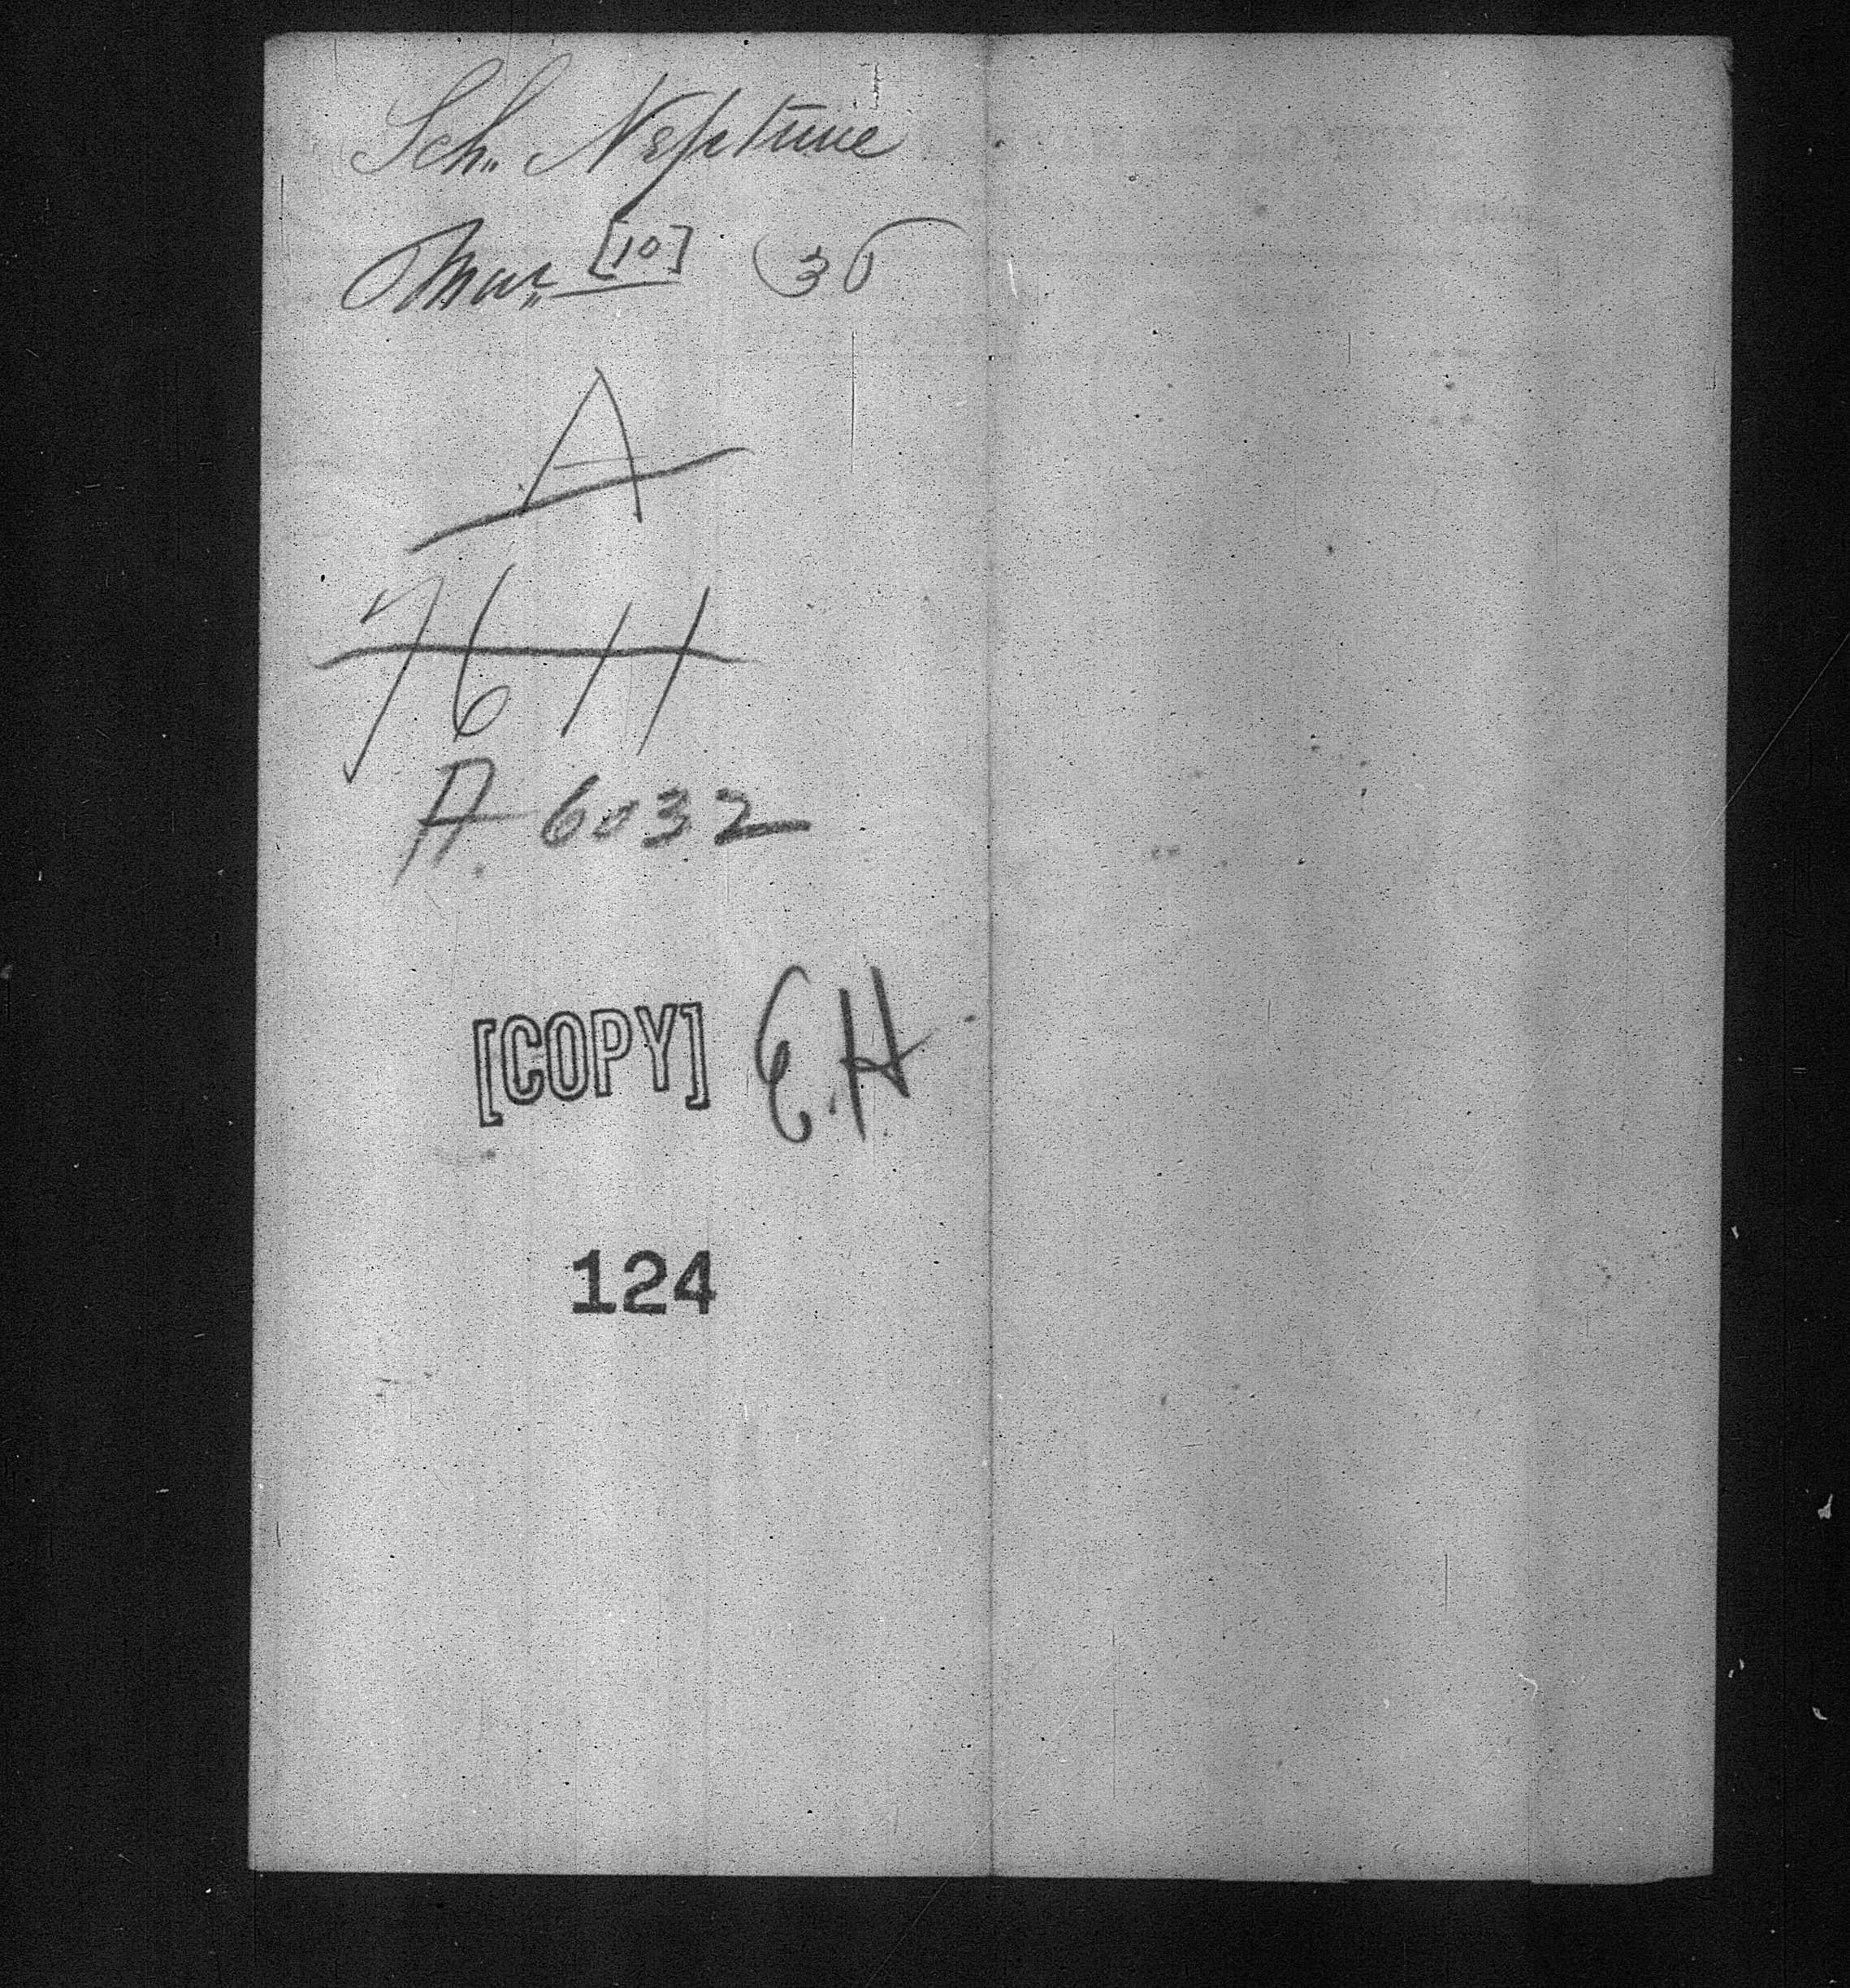 Sch. Neptune
Mar. [10] 36
A
7611
A. 6032
[COPY] E.H
124